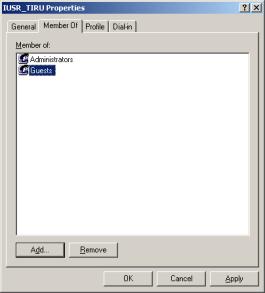 IUSR_TIRU Properties
General Member Of Profile Dial-in
Member of:
Administrators
Guests
Add... Remove
OK Cancel Apply